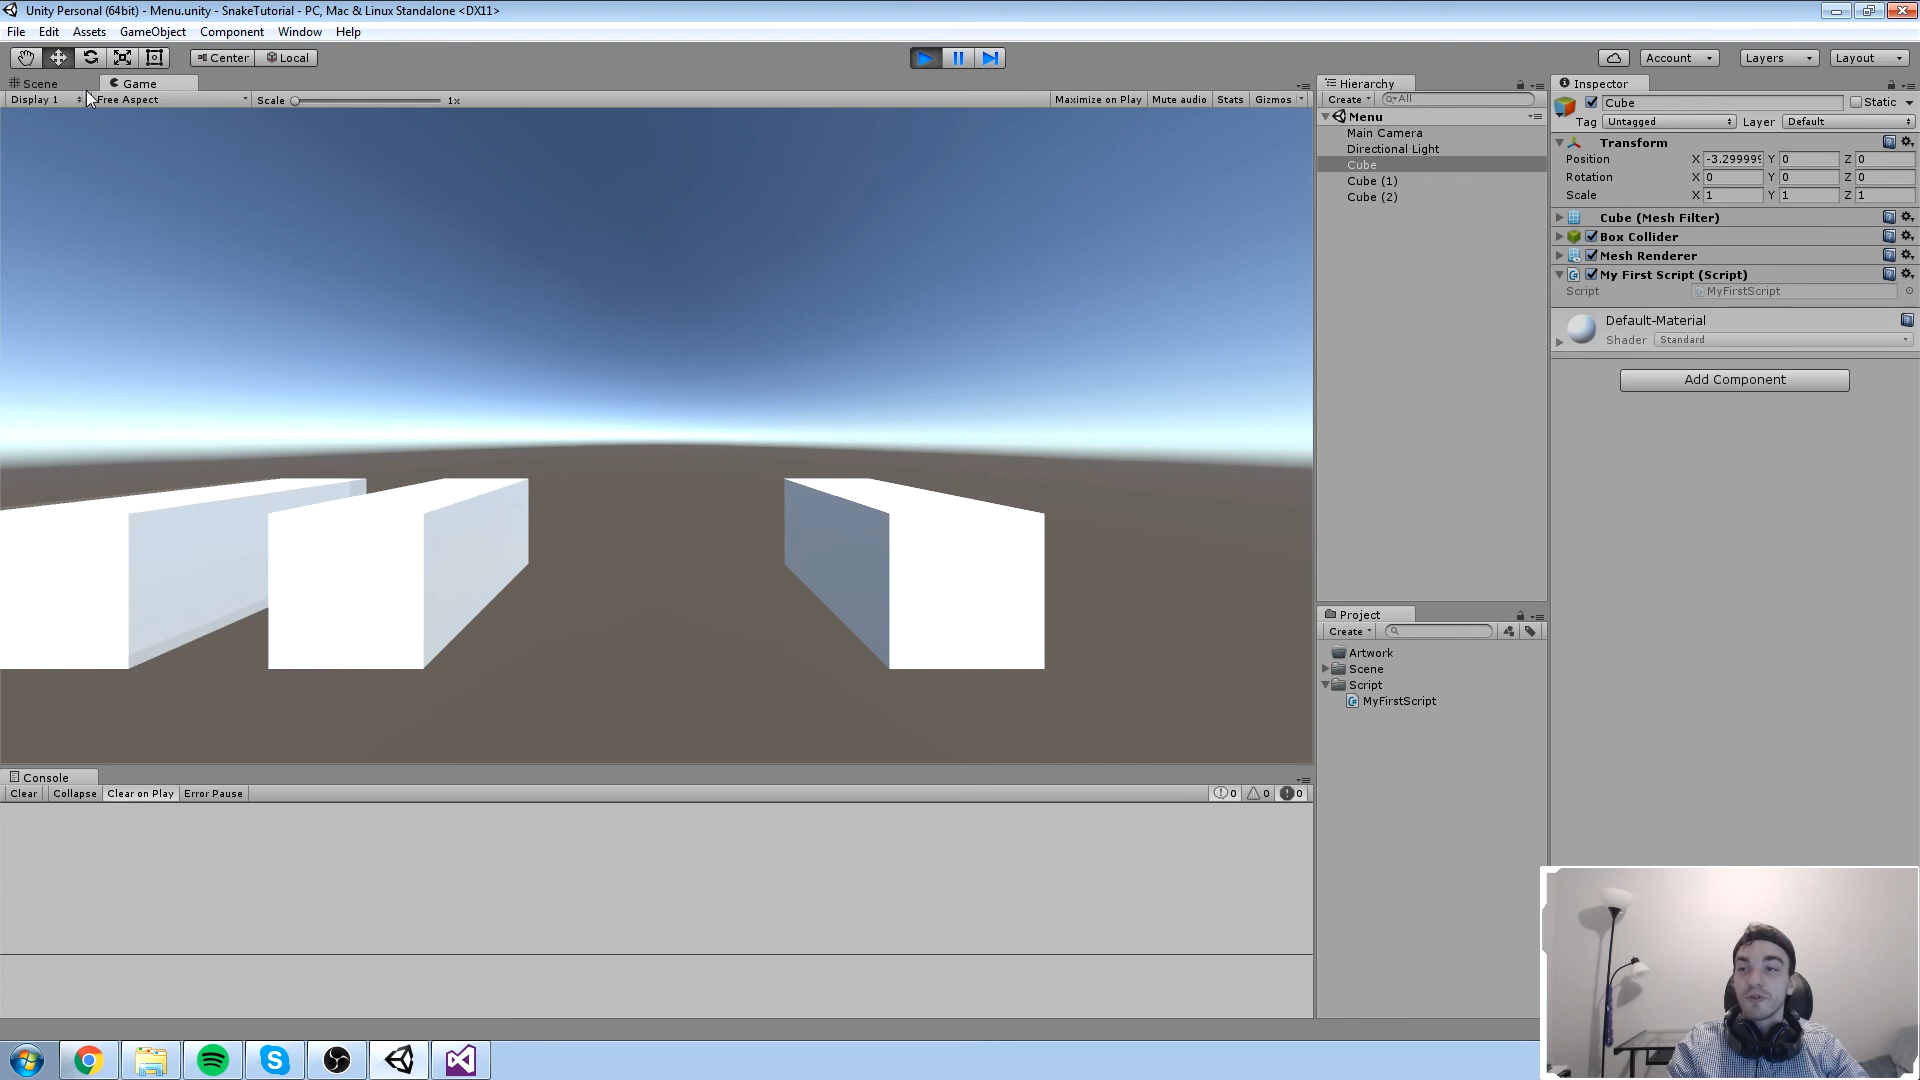 Unity Personal (64bit) - Menu.unity - SnakeTutorial - PC, Mac & Linux Standalone <DX11>
File Edit Assets GameObject Component Window Help
Center Local Account Layers Layout
Scene Game
Display 1 Free Aspect Scale 1x Maximize on Play Mute audio Stats Gizmos
Hierarchy
Create All
Menu
Main Camera
Directional Light
Cube
Cube (1)
Cube (2)
Inspector
Cube Static
Tag Untagged Layer Default
Transform
Position X -3.299999 Y 0 Z 0
Rotation X 0 Y 0 Z 0
Scale X 1 Y 1 Z 1
Cube (Mesh Filter)
Box Collider
Mesh Renderer
My First Script (Script)
Script MyFirstScript
Default-Material
Shader Standard
Add Component
Project
Create
Artwork
Scene
Script
MyFirstScript
Console
Clear Collapse Clear on Play Error Pause 0 0 0